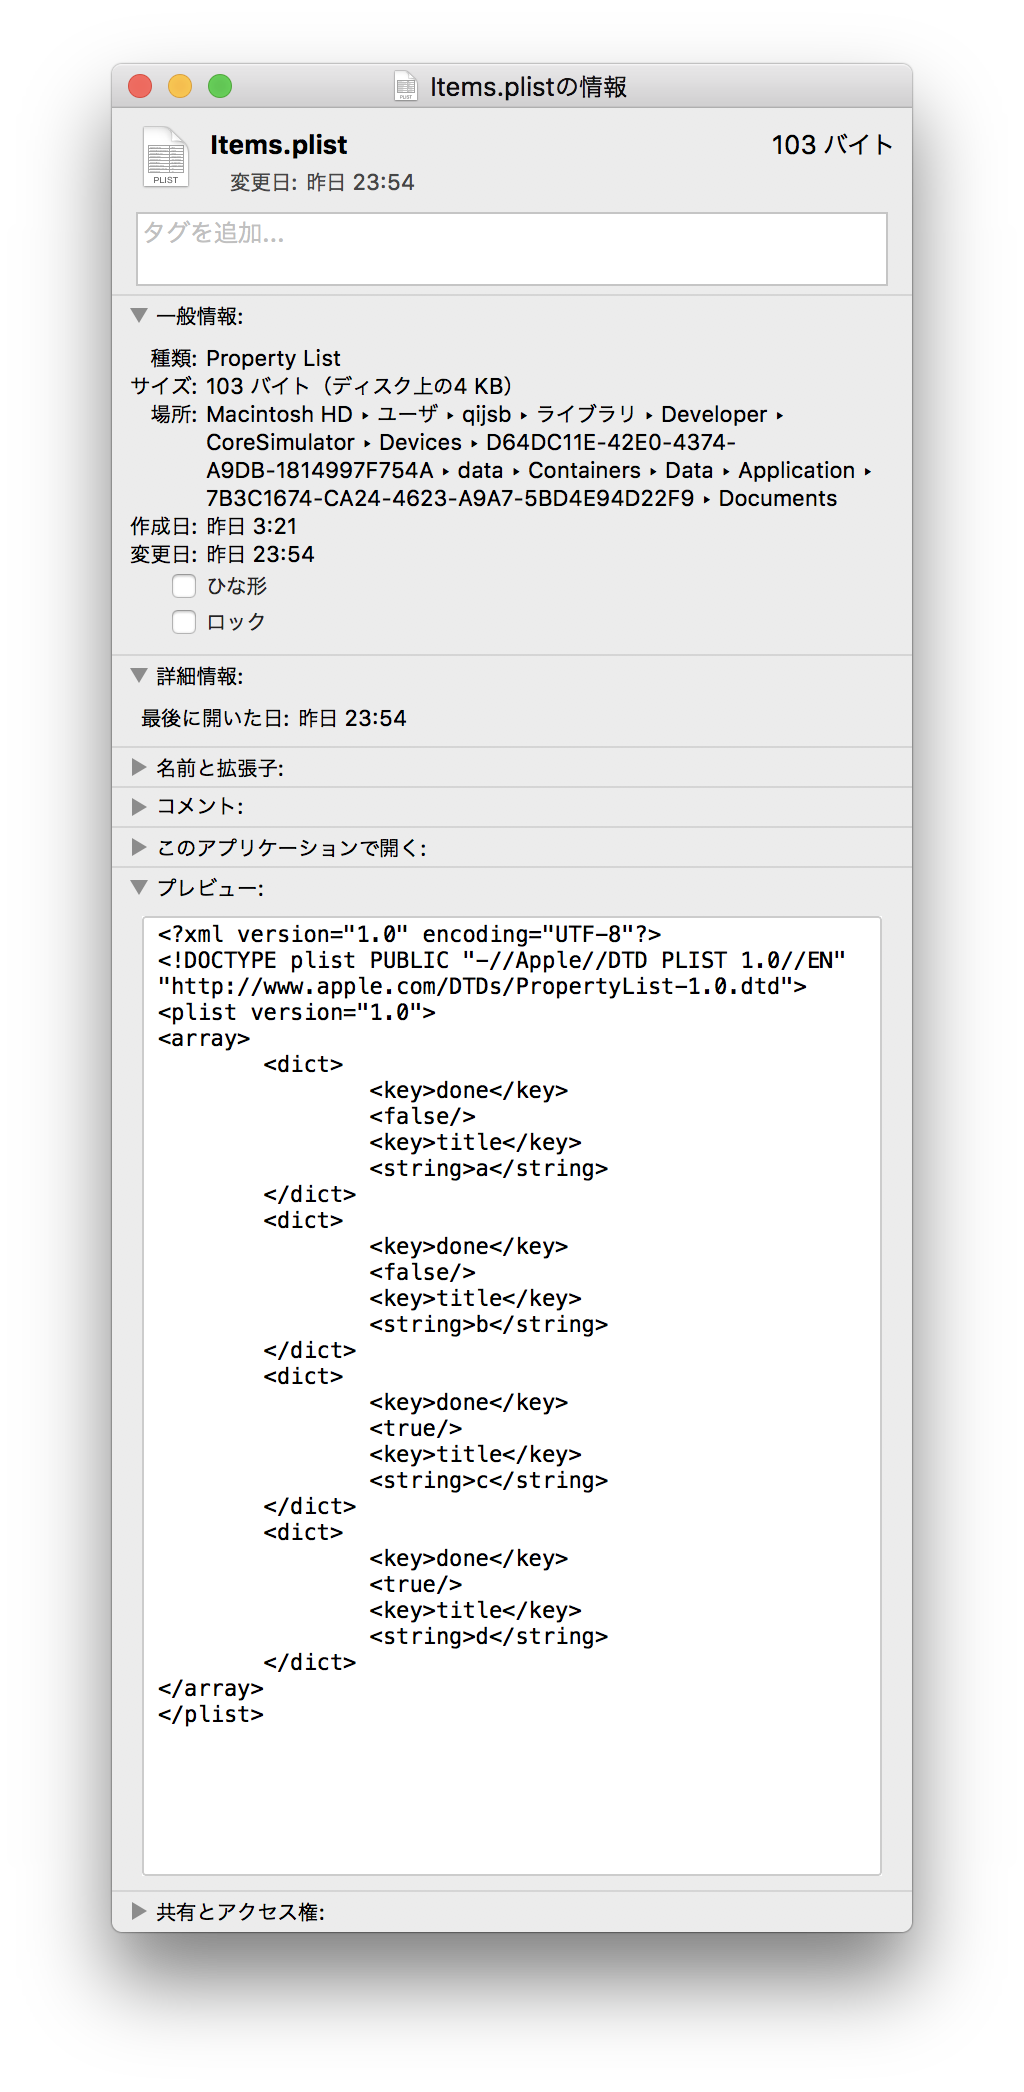 Items.plistの情報
PLIST
Items.plist
103 バイト
変更日: 昨日 23:54
タグを追加...
一般情報:
種類: Property List
サイズ: 103 バイト（ディスク上の4 KB）
場所: Macintosh HD ▸ ユーザ ▸ qijsb ▸ ライブラリ ▸ Developer ▸
CoreSimulator ▸ Devices ▸ D64DC11E-42E0-4374-
A9DB-1814997F754A ▸ data ▸ Containers ▸ Data ▸ Application ▸
7B3C1674-CA24-4623-A9A7-5BD4E94D22F9 ▸ Documents
作成日: 昨日 3:21
変更日: 昨日 23:54
ひな形
ロック
詳細情報:
最後に開いた日: 昨日 23:54
名前と拡張子:
コメント:
このアプリケーションで開く:
プレビュー:
<?xml version="1.0" encoding="UTF-8"?>
<!DOCTYPE plist PUBLIC "-//Apple//DTD PLIST 1.0//EN"
"http://www.apple.com/DTDs/PropertyList-1.0.dtd">
<plist version="1.0">
<array>
<dict>
<key>done</key>
<false/>
<key>title</key>
<string>a</string>
</dict>
<dict>
<key>done</key>
<false/>
<key>title</key>
<string>b</string>
</dict>
<dict>
<key>done</key>
<true/>
<key>title</key>
<string>c</string>
</dict>
<dict>
<key>done</key>
<true/>
<key>title</key>
<string>d</string>
</dict>
</array>
</plist>
共有とアクセス権: